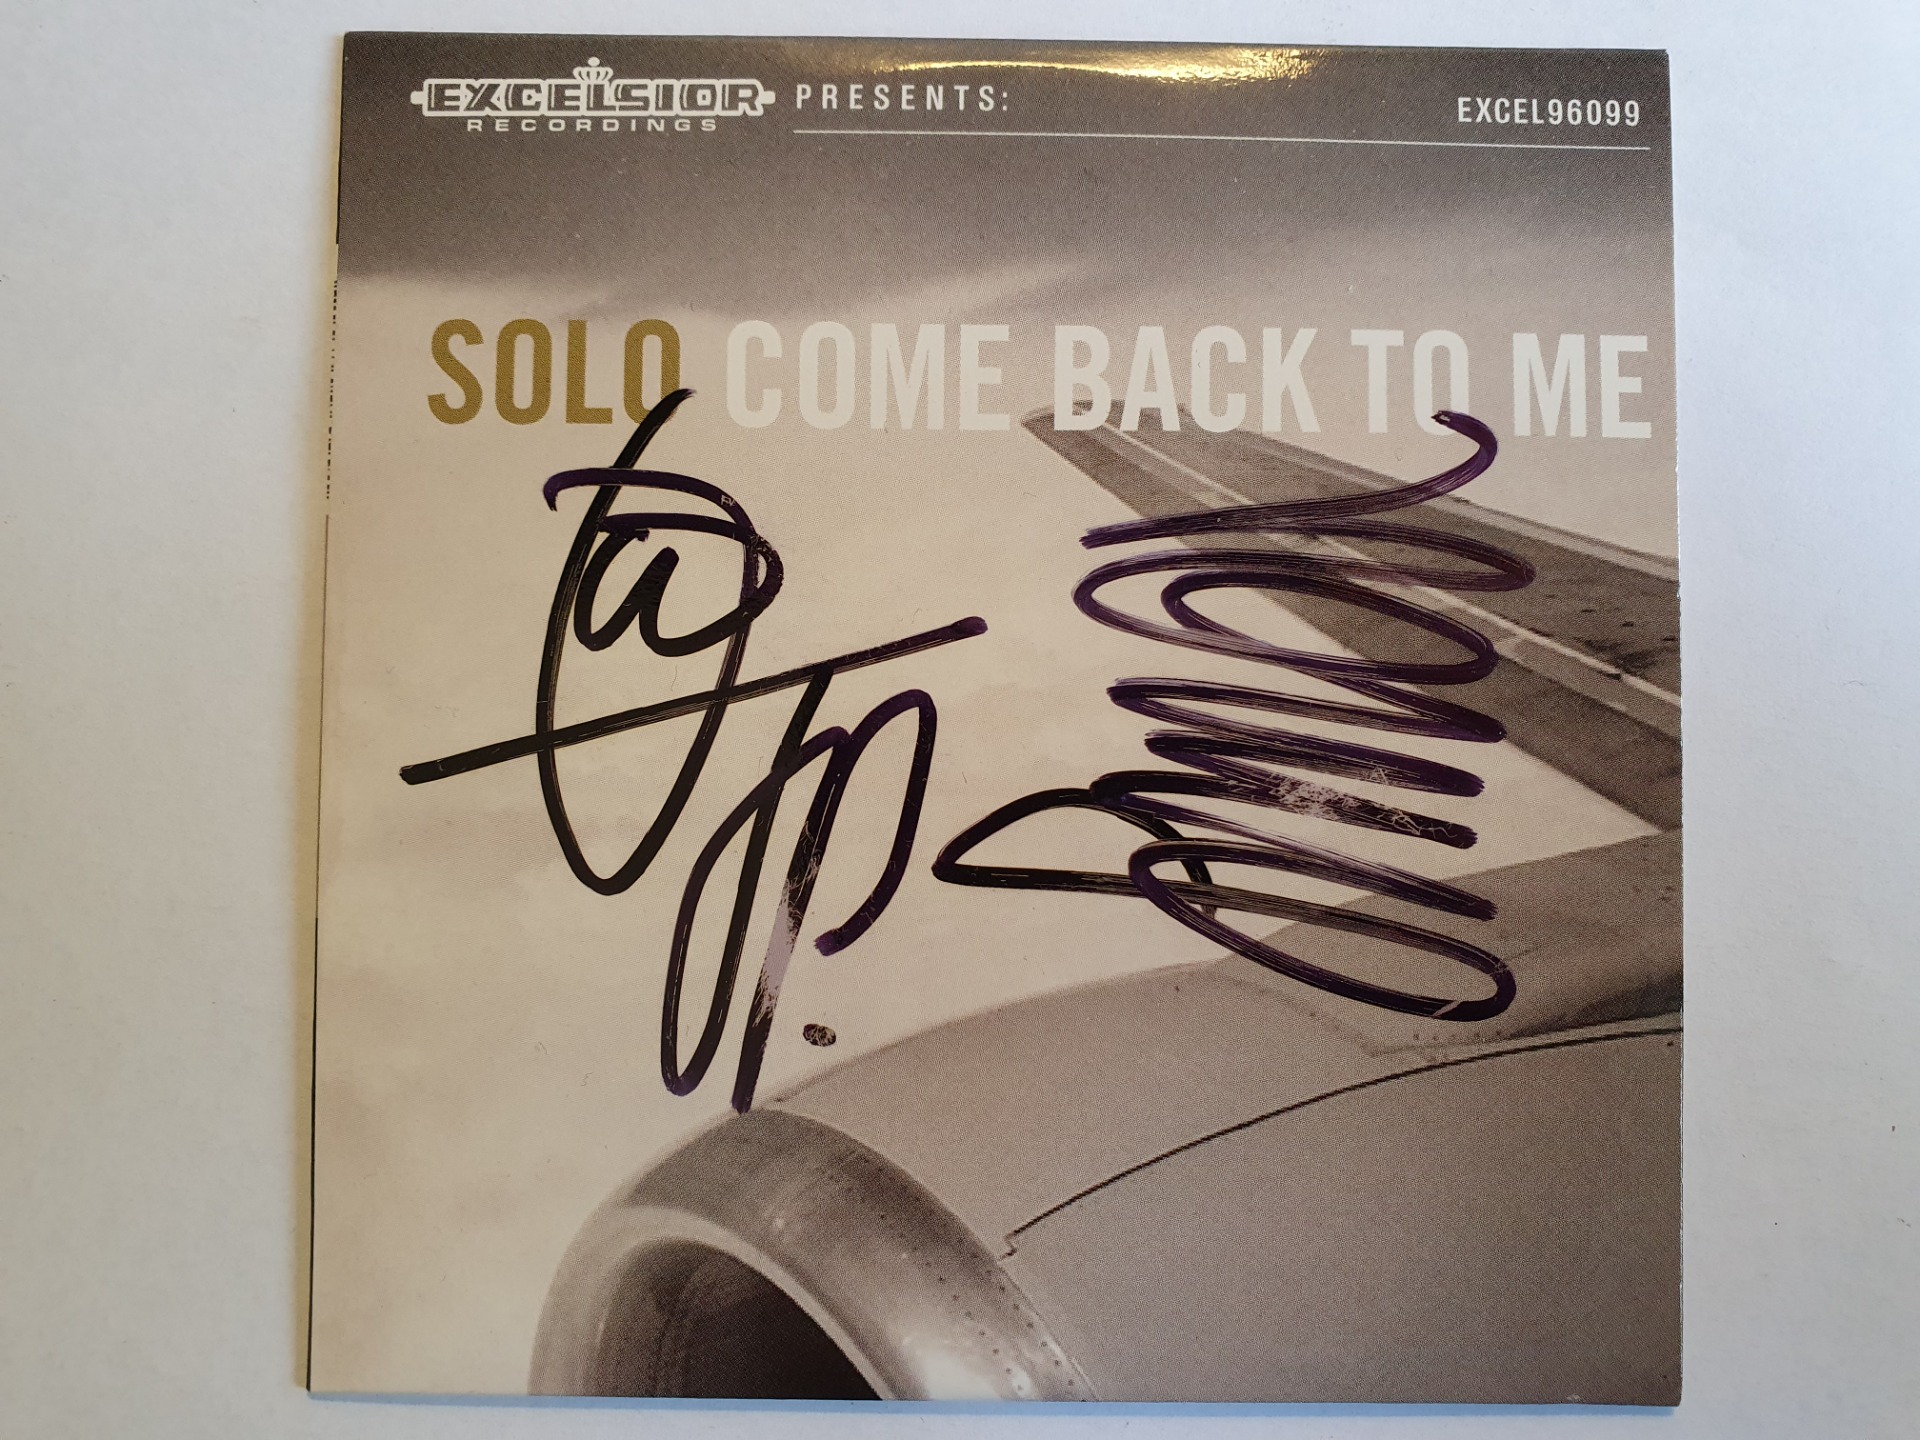 EXCELSIOR PRESENTS: EXCEL96099
RECORDINGS
SOLO COME BACK TO ME